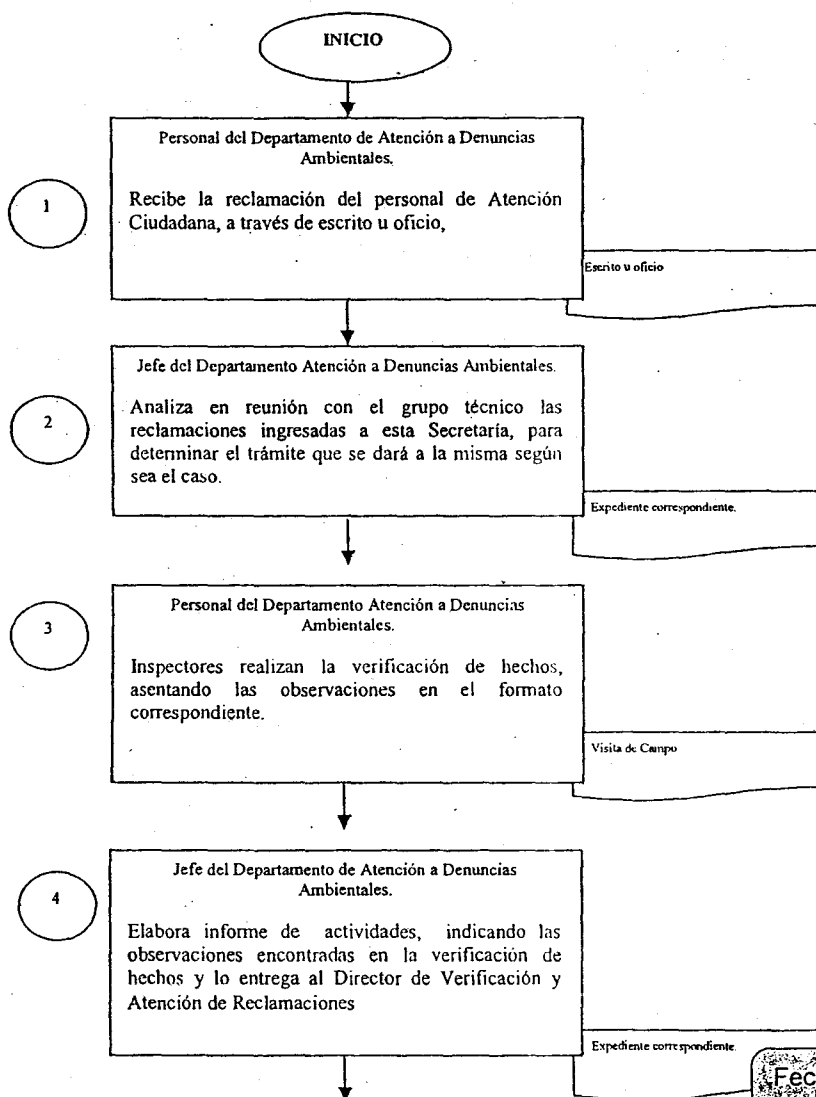 INICIO
Personal del Departamento de Atención a Denuncias
Ambientales.
1
Recibe la reclamación del personal de Atención
Ciudadana, a través de escrito u oficio,
Escrito u oficio
Jefe del Departamento Atención a Denuncias Ambientales.
2
Analiza en reunión con el grupo técnico las
reclamaciones ingresadas a esta Secretaría, para
determinar el trámite que se dará a la misma según
sea el caso.
Expediente correspondiente.
Personal del Departamento Atención a Denuncias
Ambientales.
3
Inspectores realizan la verificación de hechos,
asentando las observaciones en el formato
correspondiente.
Visita de Campo
Jefe del Departamento de Atención a Denuncias
Ambientales.
4
Elabora informe de actividades, indicando las
observaciones encontradas en la verificación de
hechos y lo entrega al Director de Verificación y
Atención de Reclamaciones
Expediente correspondiente.
Fec